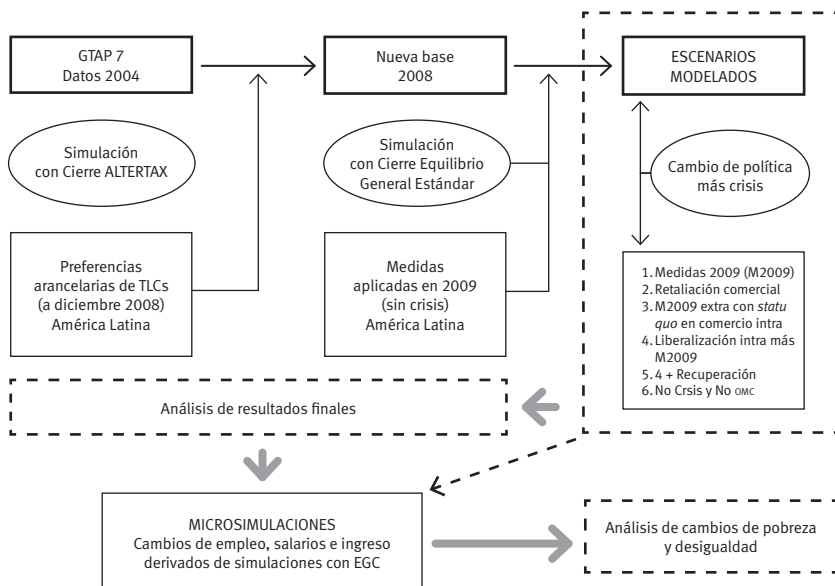 GTAP 7
Datos 2004
Nueva base
2008
ESCENARIOS
MODELADOS
Simulación
con Cierre ALTERTAX
Simulación
con Cierre Equilibrio
General Estándar
Cambio de política
más crisis
Preferencias
arancelarias de TLCs
(a diciembre 2008)
América Latina
Medidas
aplicadas en 2009
(sin crisis)
América Latina
1. Medidas 2009 (M2009)
2. Retaliación comercial
3. M2009 extra con statu
quo en comercio intra
4. Liberalización intra más
M2009
5. 4 + Recuperación
6. No Crsis y No OMC
Análisis de resultados finales
MICROSIMULACIONES
Cambios de empleo, salarios e ingreso
derivados de simulaciones con EGC
Análisis de cambios de pobreza
y desigualdad